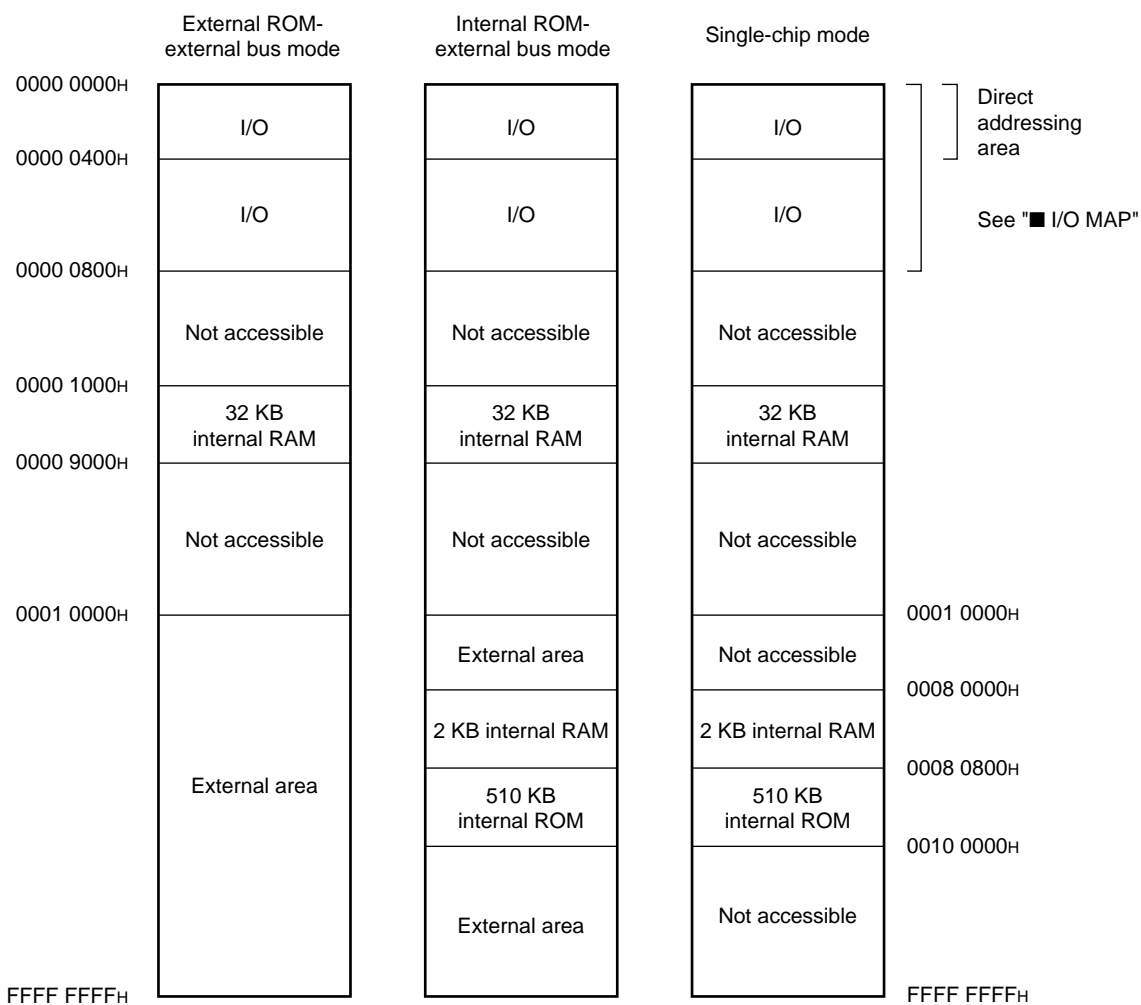 External ROM-
external bus mode
Internal ROM-
external bus mode
Single-chip mode
0000 0000H
I/O
I/O
I/O
Direct
addressing
area
0000 0400H
I/O
I/O
I/O
See "■ I/O MAP"
0000 0800H
Not accessible
Not accessible
Not accessible
0000 1000H
32 KB
internal RAM
32 KB
internal RAM
32 KB
internal RAM
0000 9000H
Not accessible
Not accessible
Not accessible
0001 0000H
0001 0000H
External area
Not accessible
0008 0000H
2 KB internal RAM
2 KB internal RAM
0008 0800H
External area
510 KB
internal ROM
510 KB
internal ROM
0010 0000H
External area
Not accessible
FFFF FFFFH
FFFF FFFFH